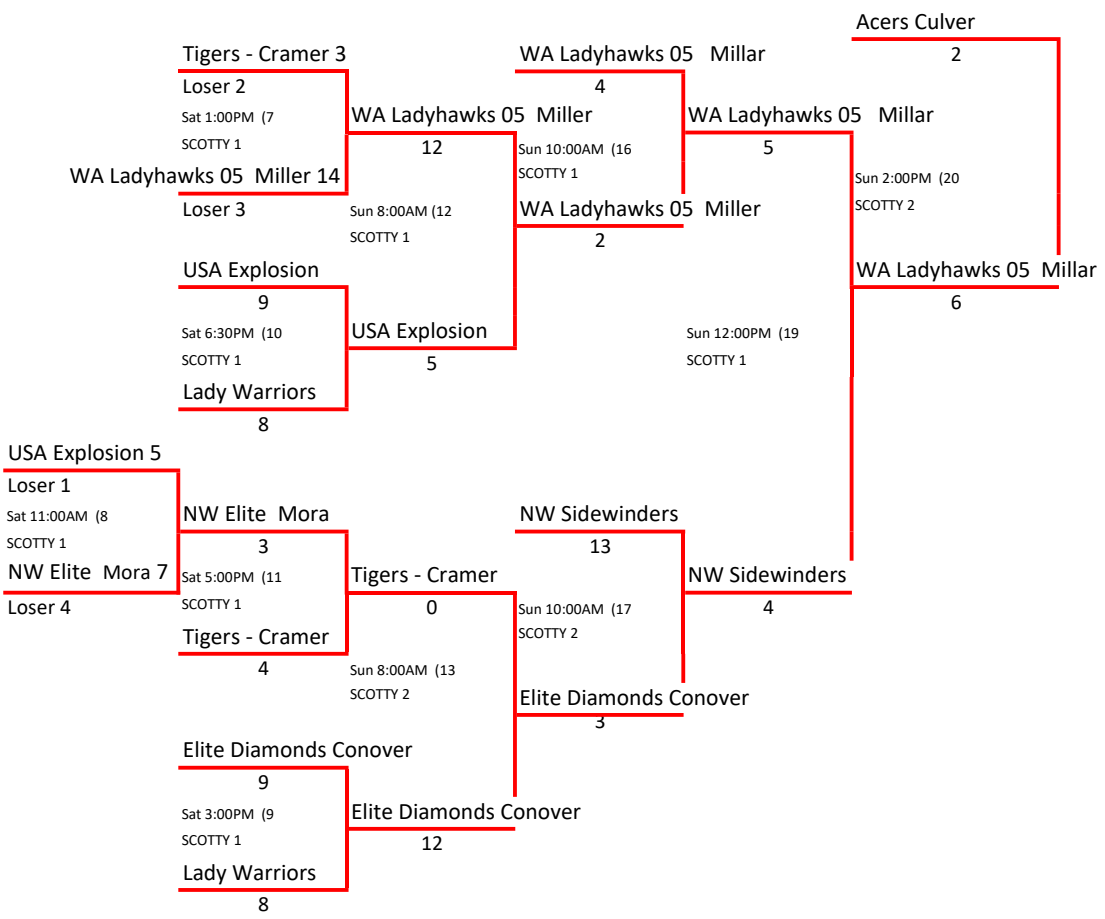 Acers Culver
2
Tigers - Cramer 3
WA Ladyhawks 05 Millar
Loser 2
4
Sat 1:00PM (7
SCOTTY 1
WA Ladyhawks 05 Miller
WA Ladyhawks 05 Millar
12
5
Sun 10:00AM (16
SCOTTY 1
WA Ladyhawks 05 Miller 14
Sun 2:00PM (20
SCOTTY 2
Loser 3
Sun 8:00AM (12
SCOTTY 1
WA Ladyhawks 05 Miller
2
USA Explosion
WA Ladyhawks 05 Millar
9
6
Sat 6:30PM (10
SCOTTY 1
USA Explosion
5
Sun 12:00PM (19
SCOTTY 1
Lady Warriors
8
USA Explosion 5
Loser 1
Sat 11:00AM (8
SCOTTY 1
NW Elite Mora
3
NW Sidewinders
13
NW Elite Mora 7
Loser 4
Sat 5:00PM (11
SCOTTY 1
Tigers - Cramer
0
NW Sidewinders
4
Sun 10:00AM (17
SCOTTY 2
Tigers - Cramer
4
Sun 8:00AM (13
SCOTTY 2
Elite Diamonds Conover
3
Elite Diamonds Conover
9
Sat 3:00PM (9
SCOTTY 1
Elite Diamonds Conover
12
Lady Warriors
8